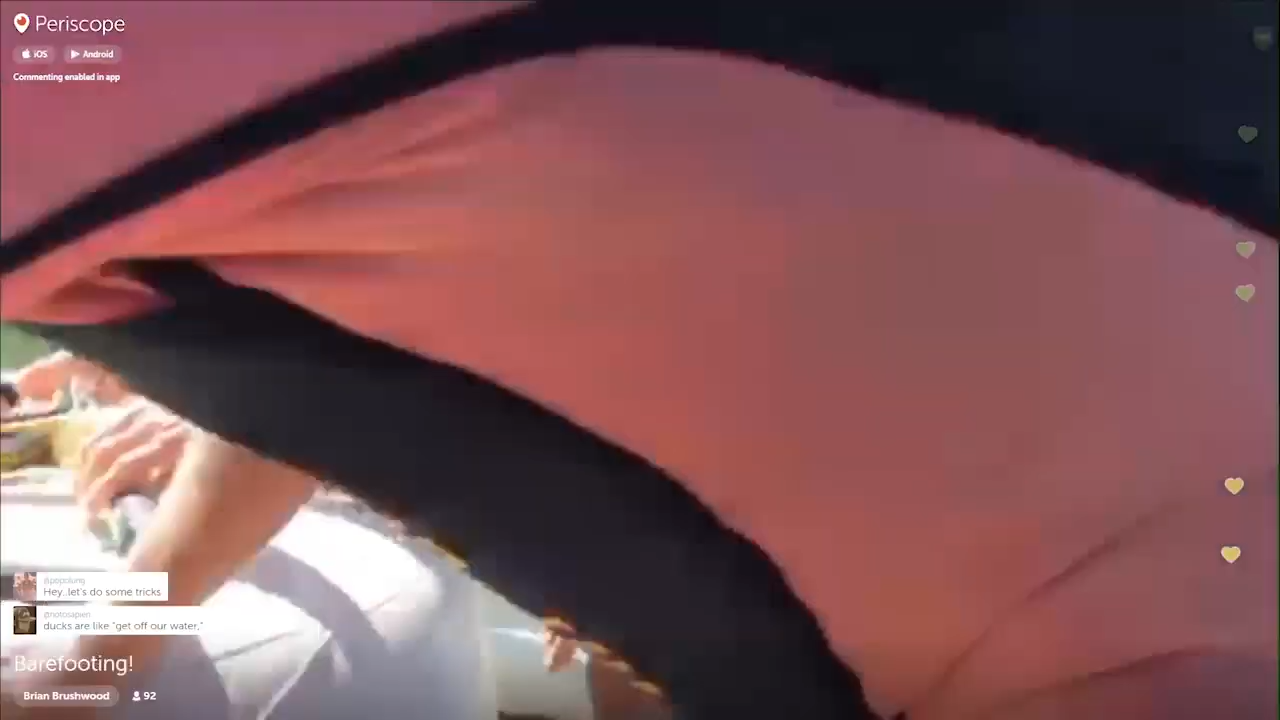 Periscope
iOS
Android
Commenting enabled in app
Hey..let's do some tricks
@notosapien
ducks are like "get off our water,"
Barefooting!
Brian Brushwood
92